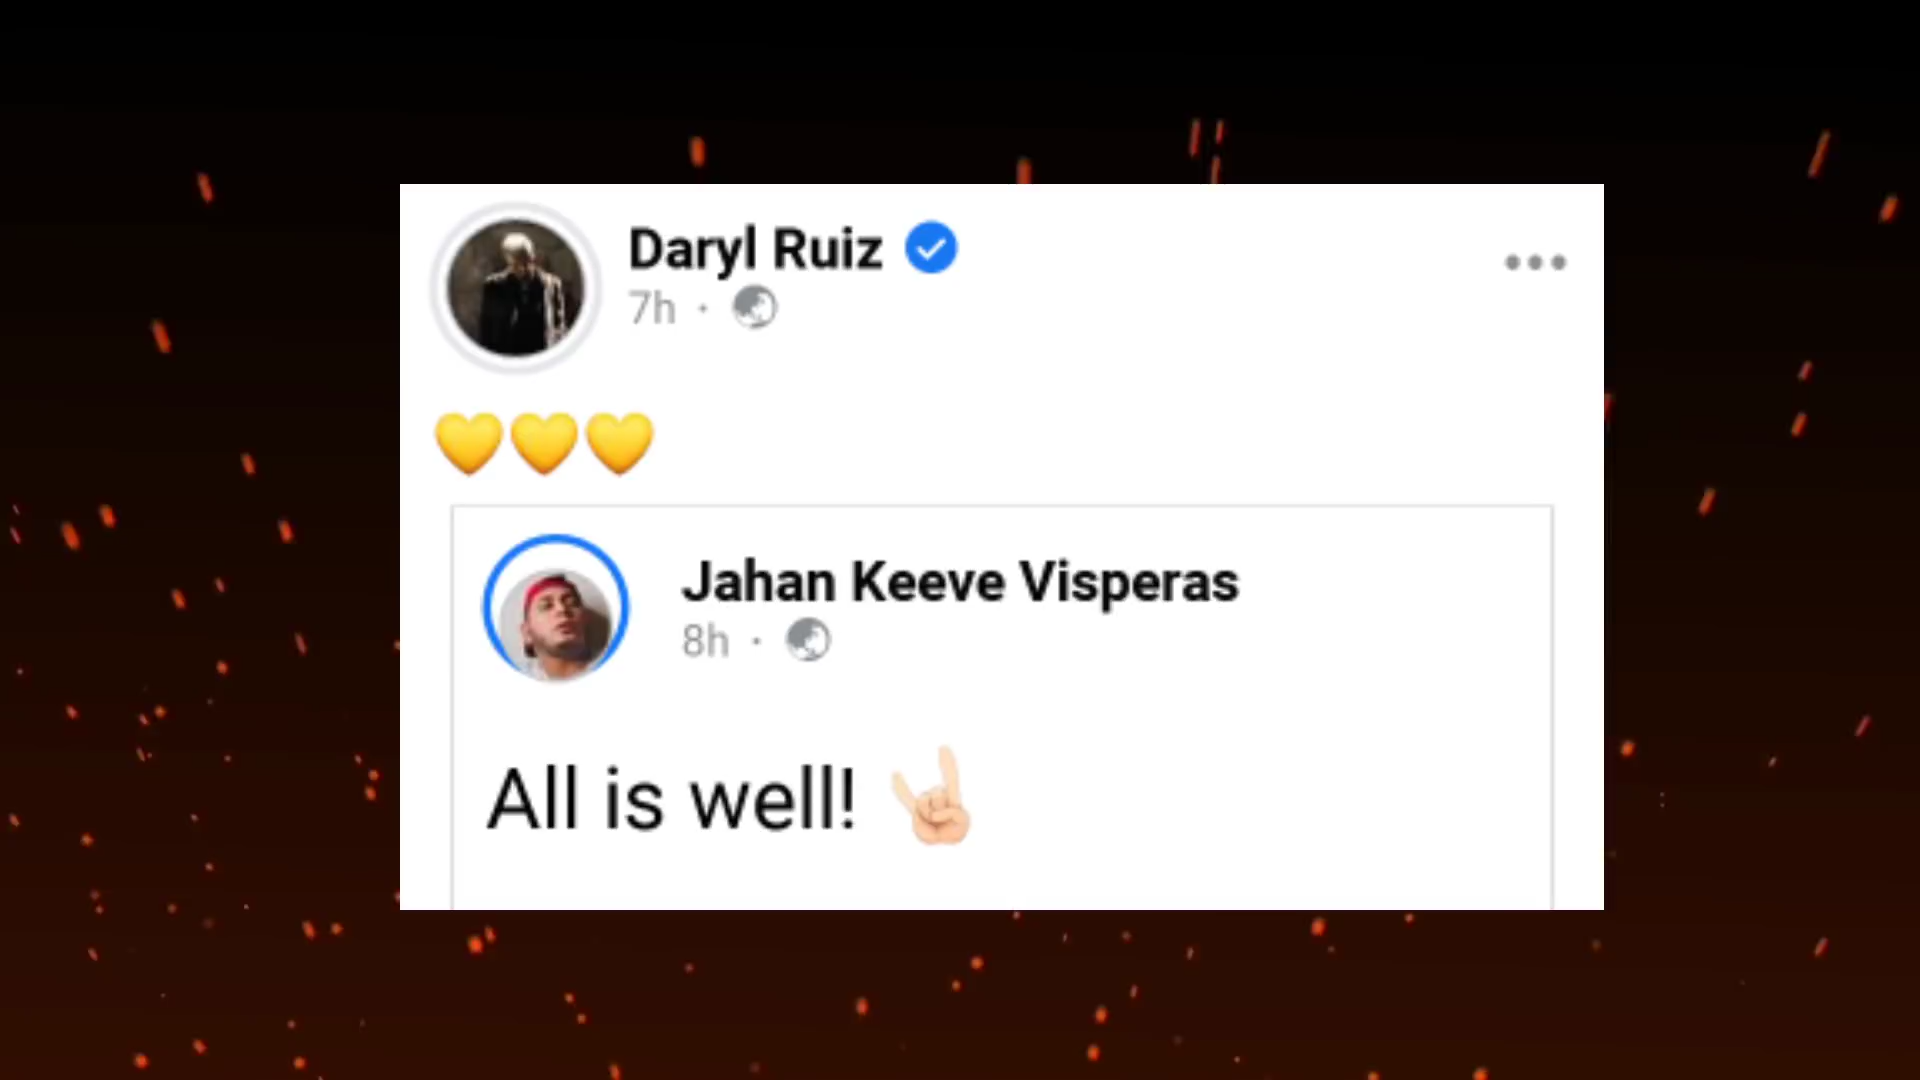 Daryl Ruiz
7h ·
💛💛💛
Jahan Keeve Visperas
8h ·
All is well! 🤘🏻